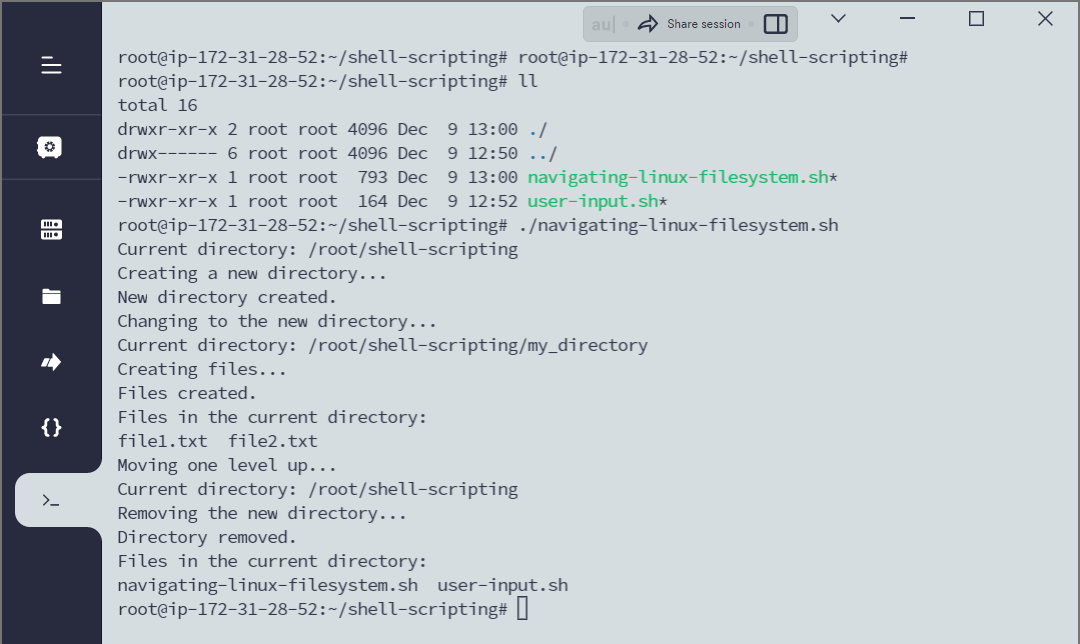 au| Share session
root@ip-172-31-28-52:~/shell-scripting# root@ip-172-31-28-52:~/shell-scripting#
root@ip-172-31-28-52:~/shell-scripting# ll
total 16
drwxr-xr-x 2 root root 4096 Dec  9 13:00 ./
drwx------ 6 root root 4096 Dec  9 12:50 ../
-rwxr-xr-x 1 root root  793 Dec  9 13:00 navigating-linux-filesystem.sh*
-rwxr-xr-x 1 root root  164 Dec  9 12:52 user-input.sh*
root@ip-172-31-28-52:~/shell-scripting# ./navigating-linux-filesystem.sh
Current directory: /root/shell-scripting
Creating a new directory...
New directory created.
Changing to the new directory...
Current directory: /root/shell-scripting/my_directory
Creating files...
Files created.
Files in the current directory:
file1.txt  file2.txt
Moving one level up...
Current directory: /root/shell-scripting
Removing the new directory...
Directory removed.
Files in the current directory:
navigating-linux-filesystem.sh  user-input.sh
root@ip-172-31-28-52:~/shell-scripting#